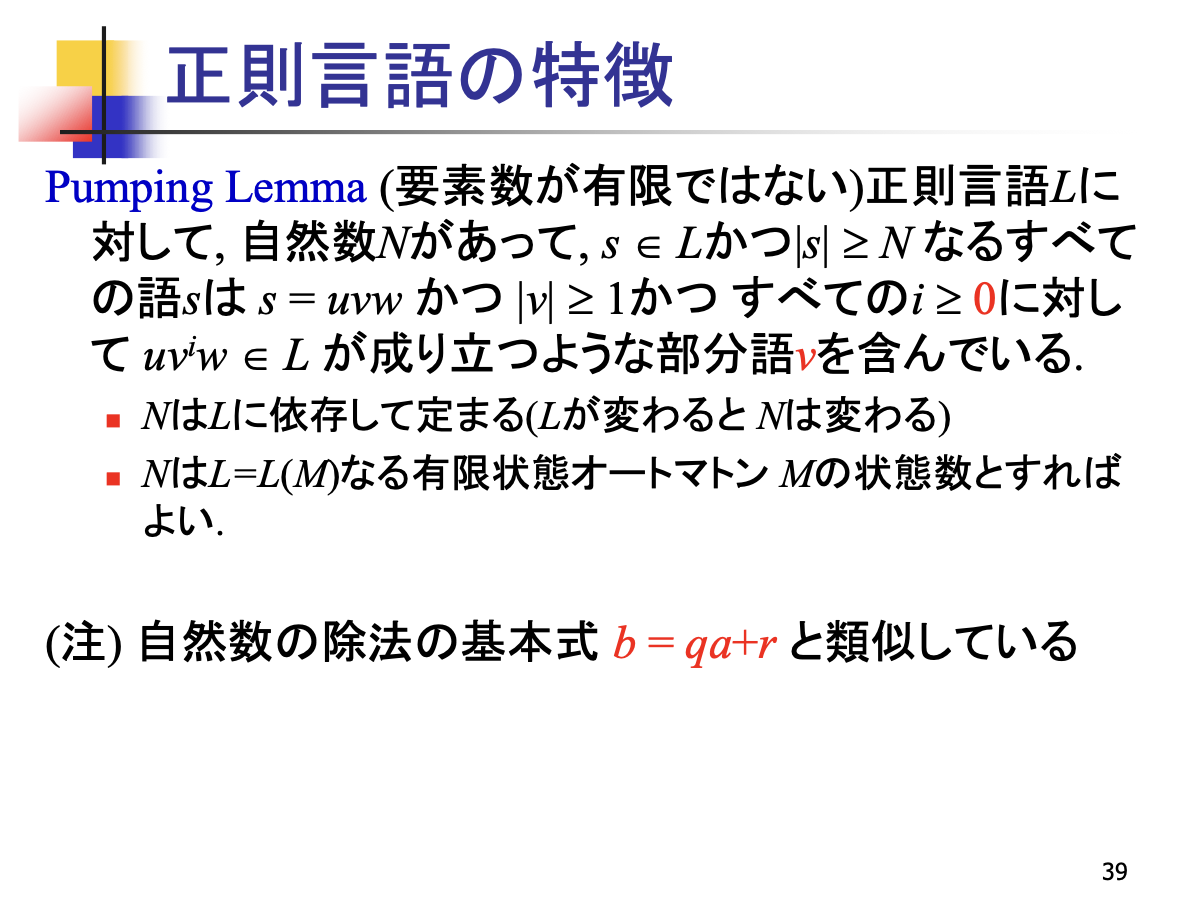 正則言語の特徴
Pumping Lemma (要素数が有限ではない)正則言語Lに
対して, 自然数Nがあって, s ∈ Lかつ|s| ≥ N なるすべて
の語sは s = uvw かつ |v| ≥ 1かつ すべてのi ≥ 0に対し
て uvⁱw ∈ L が成り立つような部分語vを含んでいる.
■ NはLに依存して定まる(Lが変わると Nは変わる)
■ NはL=L(M)なる有限状態オートマトン Mの状態数とすれば
よい.
(注) 自然数の除法の基本式 b = qa+r と類似している
39